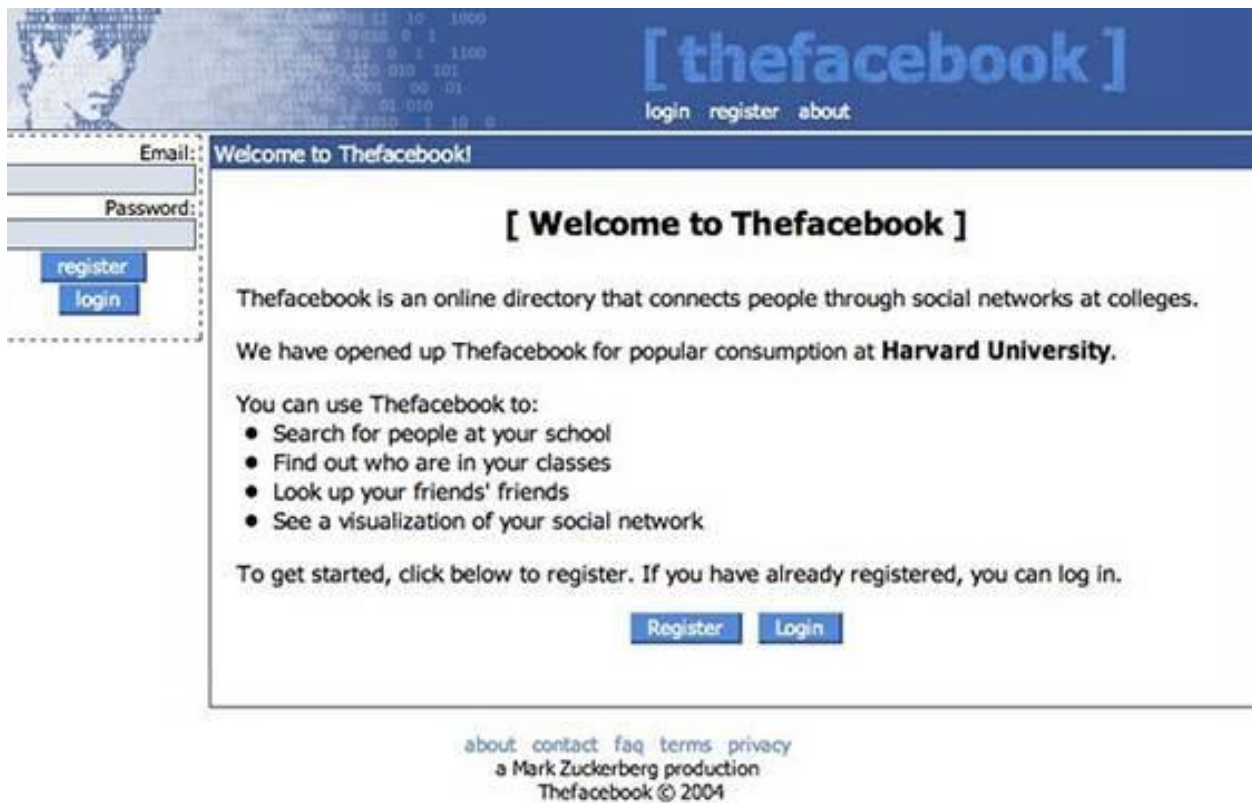 [ thefacebook ]
login register about
Email:
Password:
register
login
Welcome to Thefacebook!
[ Welcome to Thefacebook ]
Thefacebook is an online directory that connects people through social networks at colleges.
We have opened up Thefacebook for popular consumption at Harvard University.
You can use Thefacebook to:
• Search for people at your school
• Find out who are in your classes
• Look up your friends' friends
• See a visualization of your social network
To get started, click below to register. If you have already registered, you can log in.
Register Login
about contact faq terms privacy
a Mark Zuckerberg production
Thefacebook © 2004